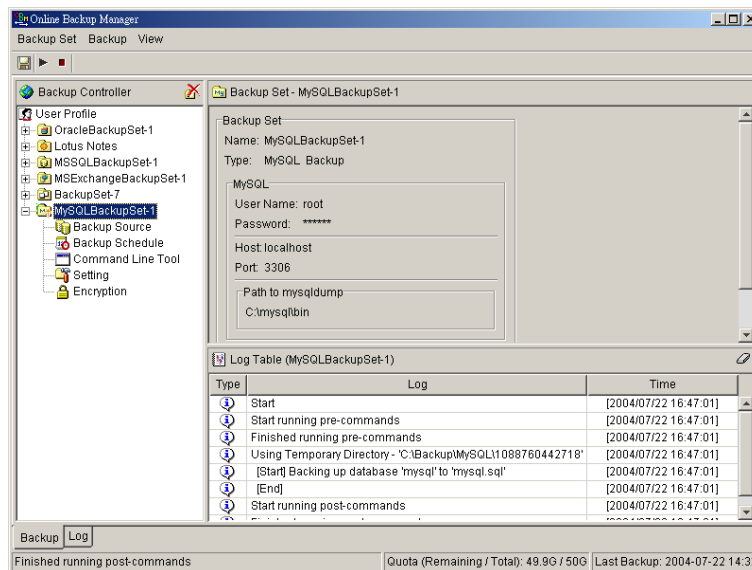 Online Backup Manager
Backup Set Backup View
Backup Controller
User Profile
OracleBackupSet-1
Lotus Notes
MSSQLBackupSet-1
MSExchangeBackupSet-1
BackupSet-7
MySQLBackupSet-1
Backup Source
Backup Schedule
Command Line Tool
Setting
Encryption
Backup Set - MySQLBackupSet-1
Backup Set
Name: MySQLBackupSet-1
Type: MySQL Backup
MySQL
User Name: root
Password: ******
Host: localhost
Port: 3306
Path to mysqldump
C:\mysql\bin
Log Table (MySQLBackupSet-1)
Type Log Time
Start [2004/07/22 16:47:01]
Start running pre-commands [2004/07/22 16:47:01]
Finished running pre-commands [2004/07/22 16:47:01]
Using Temporary Directory - 'C:\Backup\MySQL\1088760442718' [2004/07/22 16:47:01]
[Start] Backing up database 'mysql' to 'mysql.sql' [2004/07/22 16:47:01]
[End] [2004/07/22 16:47:01]
Start running post-commands [2004/07/22 16:47:01]
Backup Log
Finished running post-commands Quota (Remaining / Total): 49.9G / 50G Last Backup: 2004-07-22 14:3